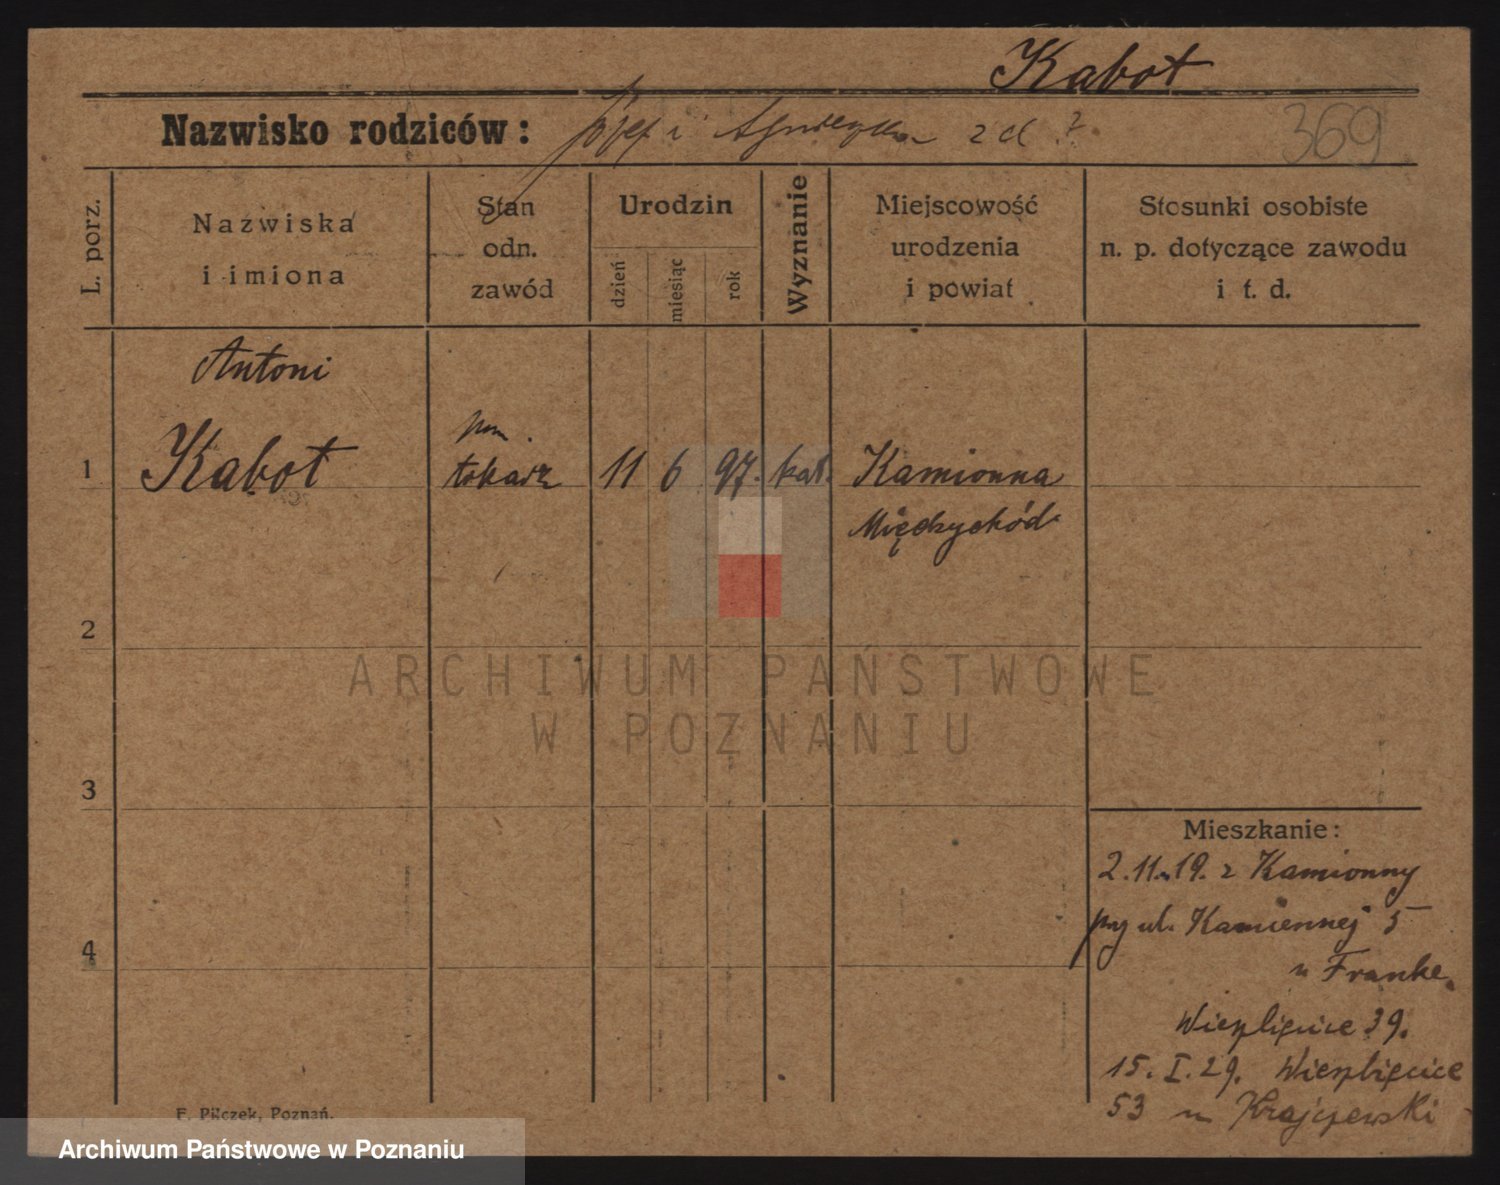 Kabot
Nazwisko rodziców: Józef i Agnieszka z d ?
369
L. porz.
Nazwiska
i imiona
Stan
odn.
zawód
Urodzin
dzień
miesiąc
rok
Wyznanie
Miejscowość
urodzenia
i powiat
Stosunki osobiste
n. p. dotyczące zawodu
i t. d.
Antoni
1 Kabot
tokarz 11 6 97. kat. Kamionna
Międzychód
2
ARCHIWUM PAŃSTWOWE
W POZNANIU
3
Mieszkanie:
2.11.19. z Kamionny
przy ul. Kamiennej 5
4
u Franke
39.
15. I. 29.
53 u Krajczewski
F. Pilczek, Poznań.
Archiwum Państwowe w Poznaniu